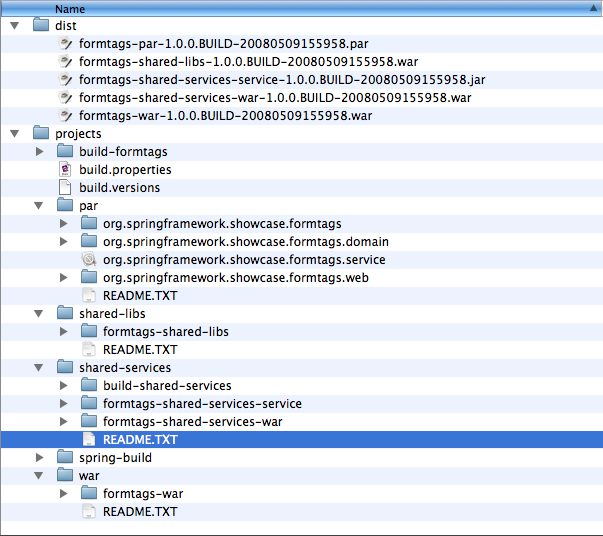 Name
dist
formtags-par-1.0.0.BUILD-20080509155958.par
formtags-shared-libs-1.0.0.BUILD-20080509155958.war
formtags-shared-services-service-1.0.0.BUILD-20080509155958.jar
formtags-shared-services-war-1.0.0.BUILD-20080509155958.war
formtags-war-1.0.0.BUILD-20080509155958.war
projects
build-formtags
build.properties
build.versions
par
org.springframework.showcase.formtags
org.springframework.showcase.formtags.domain
org.springframework.showcase.formtags.service
org.springframework.showcase.formtags.web
README.TXT
shared-libs
formtags-shared-libs
README.TXT
shared-services
build-shared-services
formtags-shared-services-service
formtags-shared-services-war
README.TXT
spring-build
war
formtags-war
README.TXT